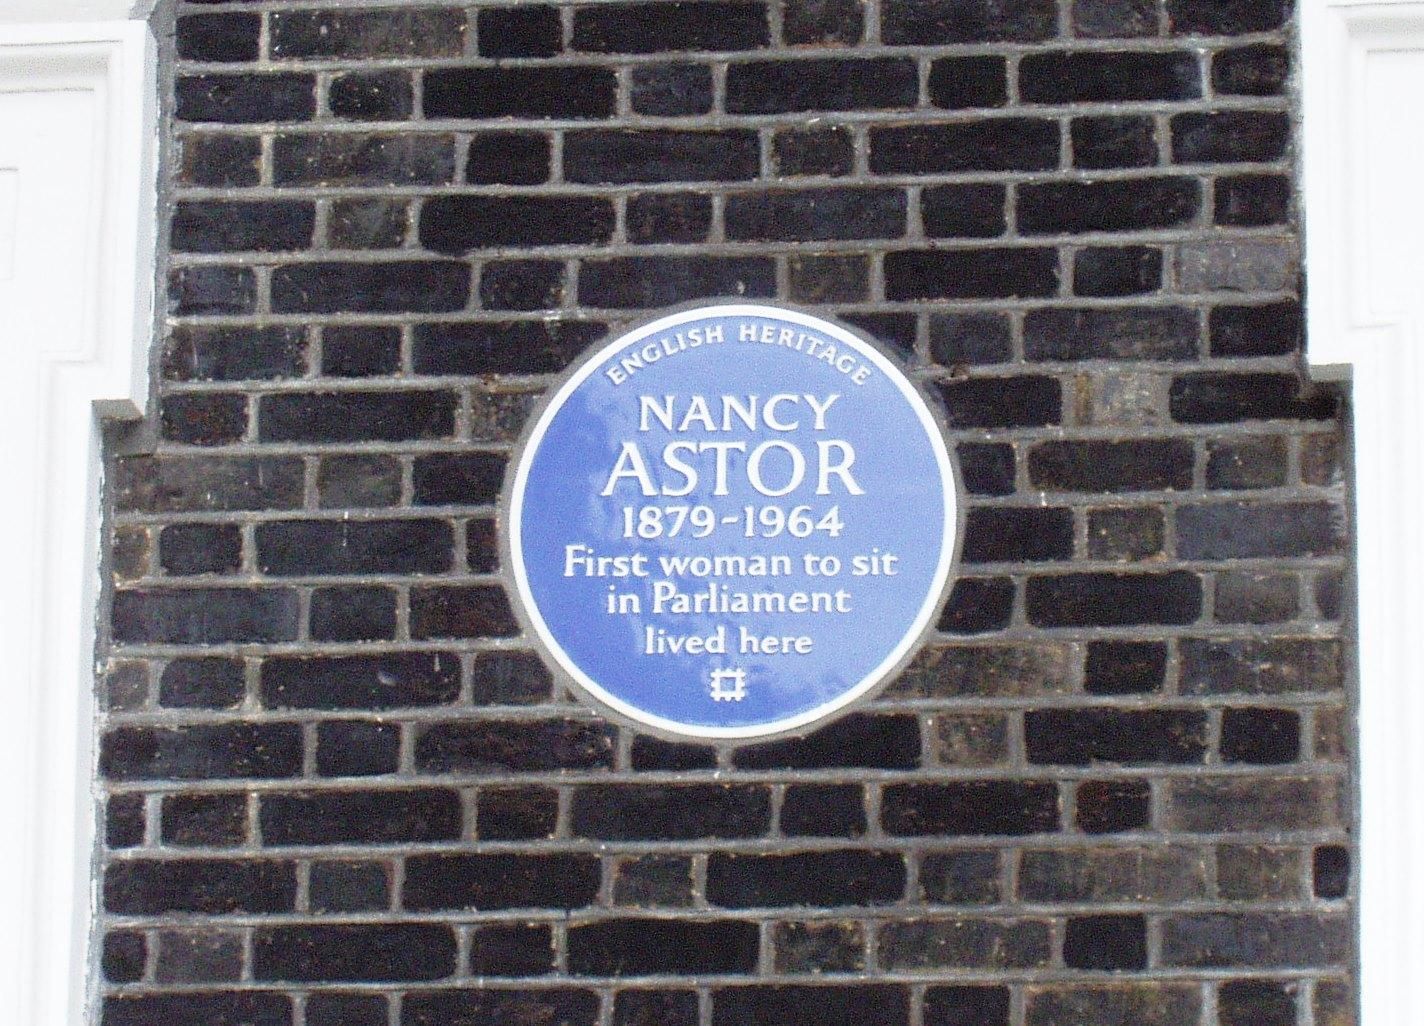 ENGLISH HERITAGE
NANCY
ASTOR
1879-1964
First woman to sit
in Parliament
lived here